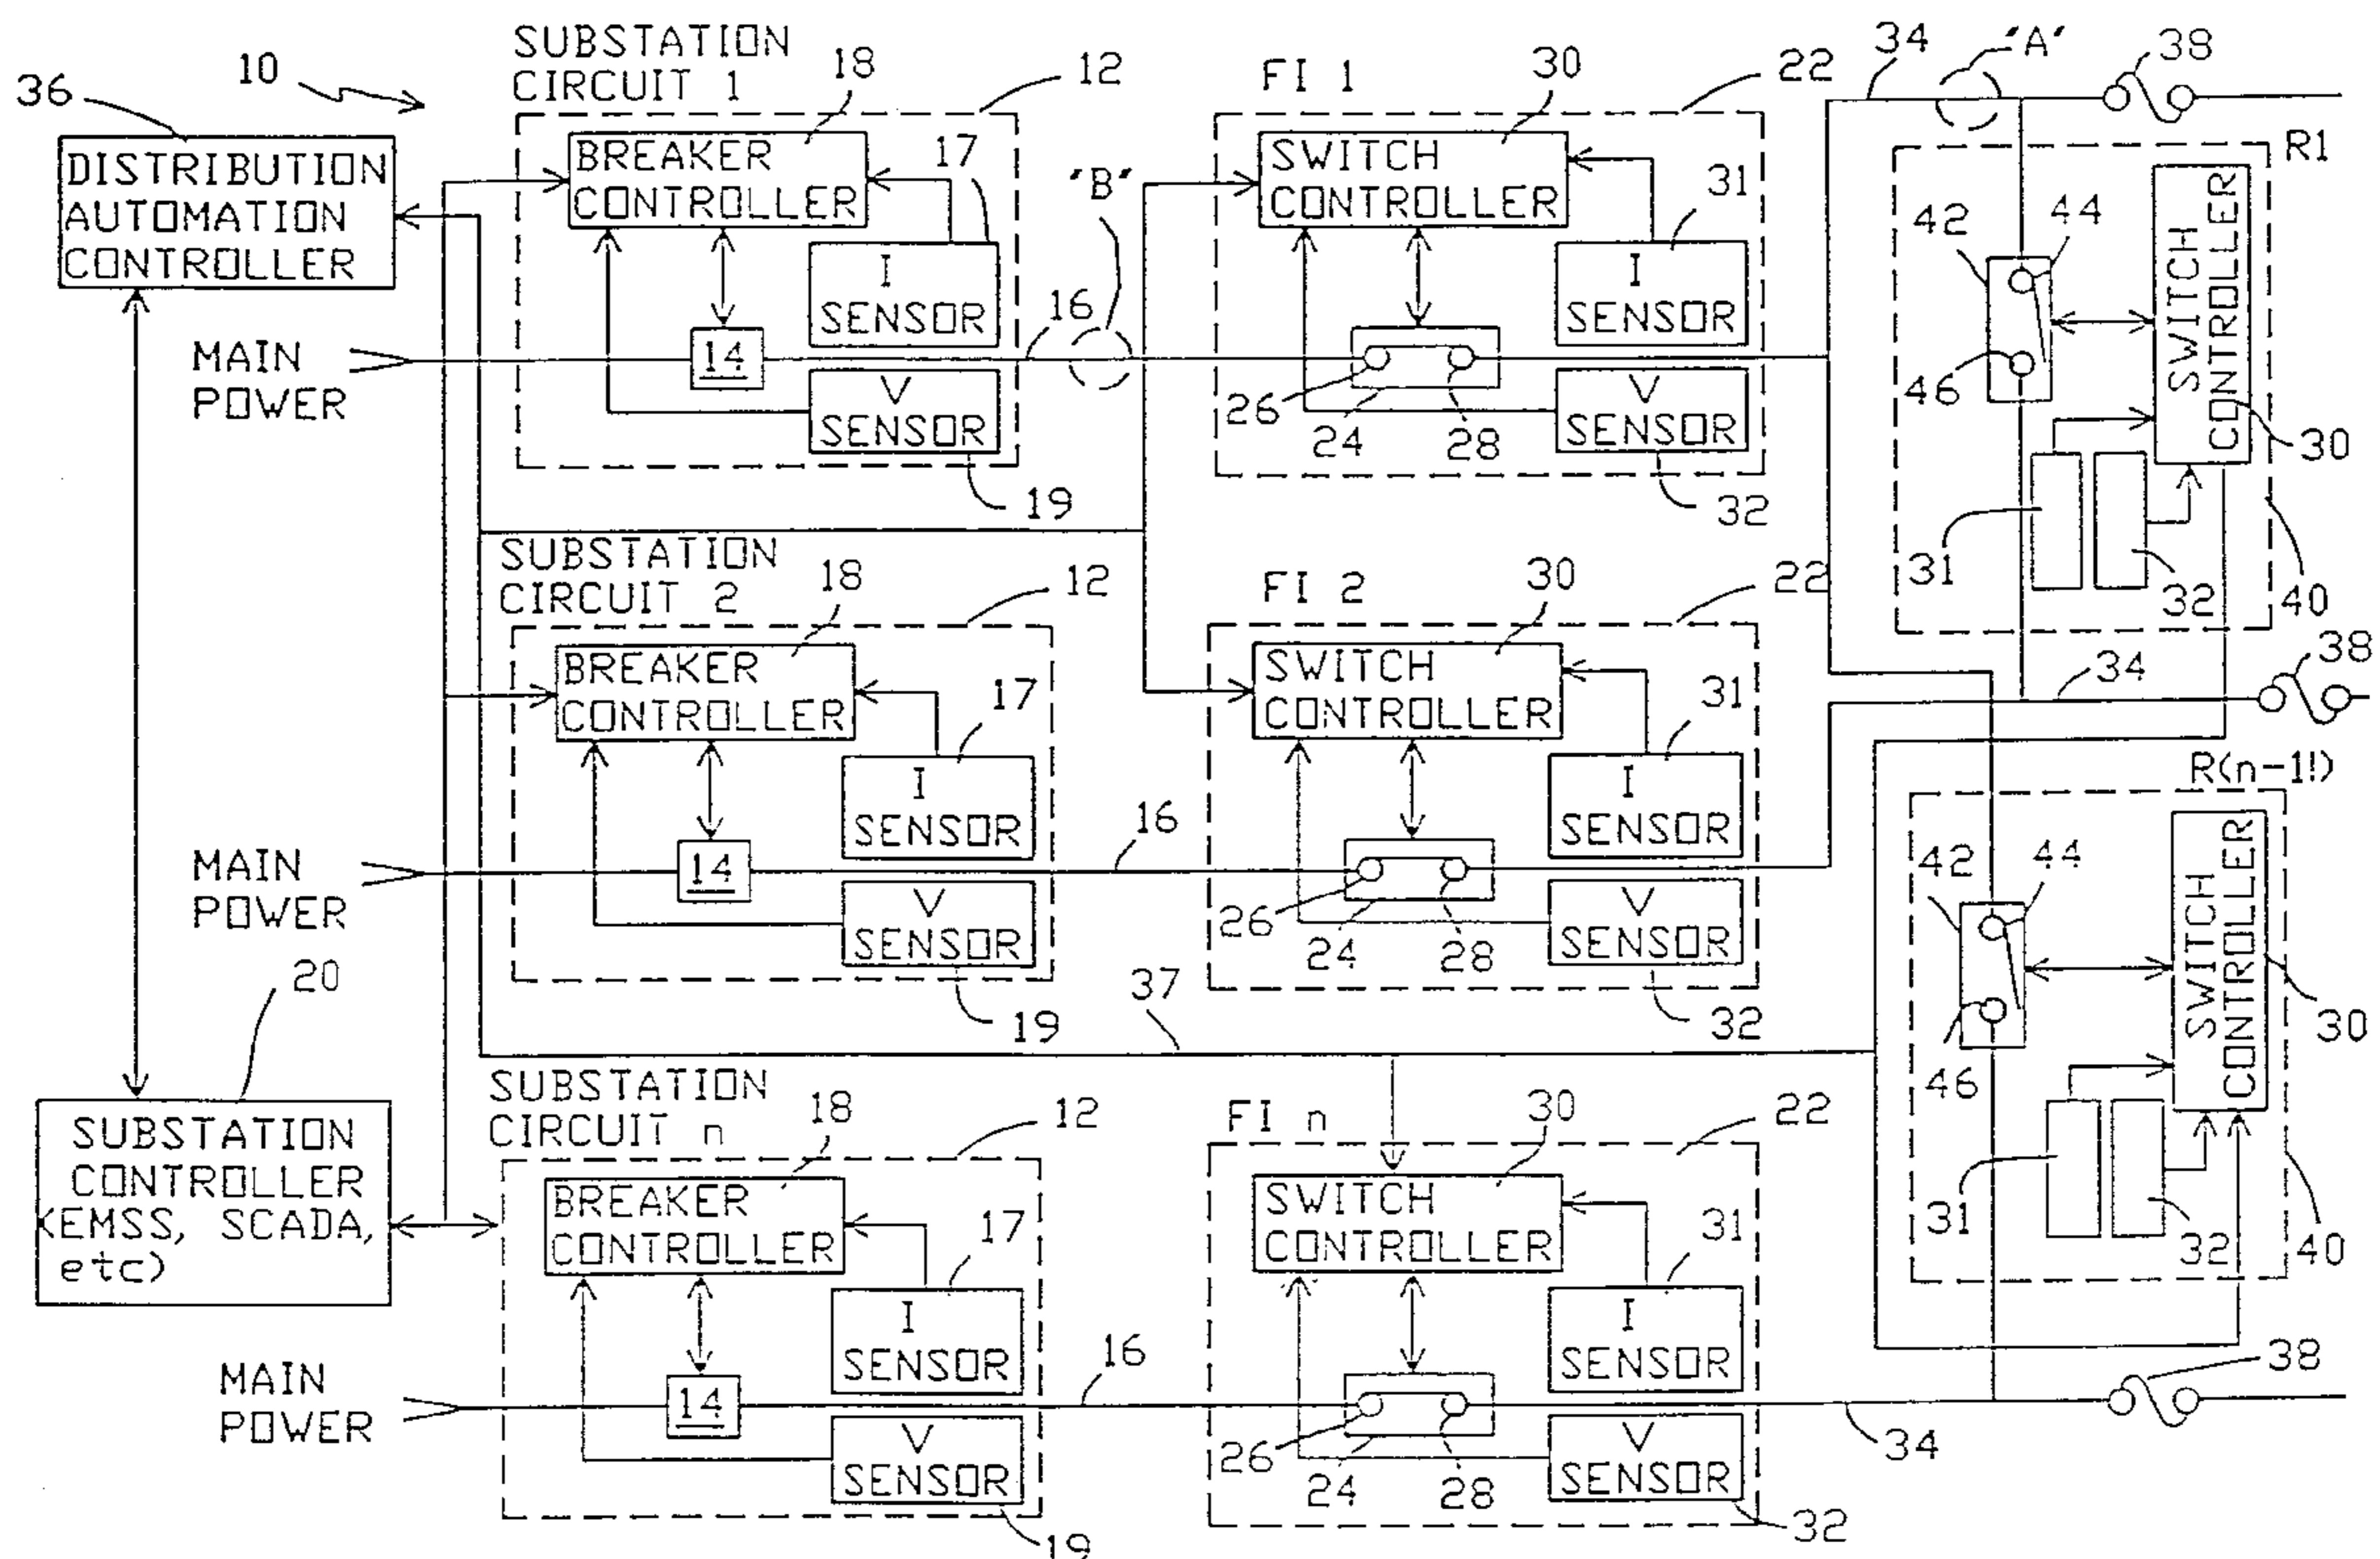 36
10
SUBSTATION
CIRCUIT 1
18
12
FI 1
30
22
34
'A'
38
DISTRIBUTION
AUTOMATION
CONTROLLER
BREAKER
CONTROLLER
17
I
SENSOR
'B'
16
SWITCH
CONTROLLER
31
I
SENSOR
R1
42
44
SWITCH
CONTROLLER
46
MAIN
POWER
14
V
SENSOR
19
26
24
28
V
SENSOR
32
30
31
32
40
SUBSTATION
CIRCUIT 2
18
12
FI 2
30
22
38
BREAKER
CONTROLLER
17
I
SENSOR
SWITCH
CONTROLLER
31
I
SENSOR
34
R(n-1!)
MAIN
POWER
14
16
V
SENSOR
19
26
24
28
V
SENSOR
32
42
44
SWITCH
CONTROLLER
46
30
20
37
SUBSTATION
CONTROLLER
(EMSS, SCADA,
etc)
SUBSTATION
CIRCUIT n
18
12
FI n
30
22
31
32
40
BREAKER
CONTROLLER
17
I
SENSOR
SWITCH
CONTROLLER
31
I
SENSOR
MAIN
POWER
14
16
V
SENSOR
19
26
24
28
V
SENSOR
32
34
38